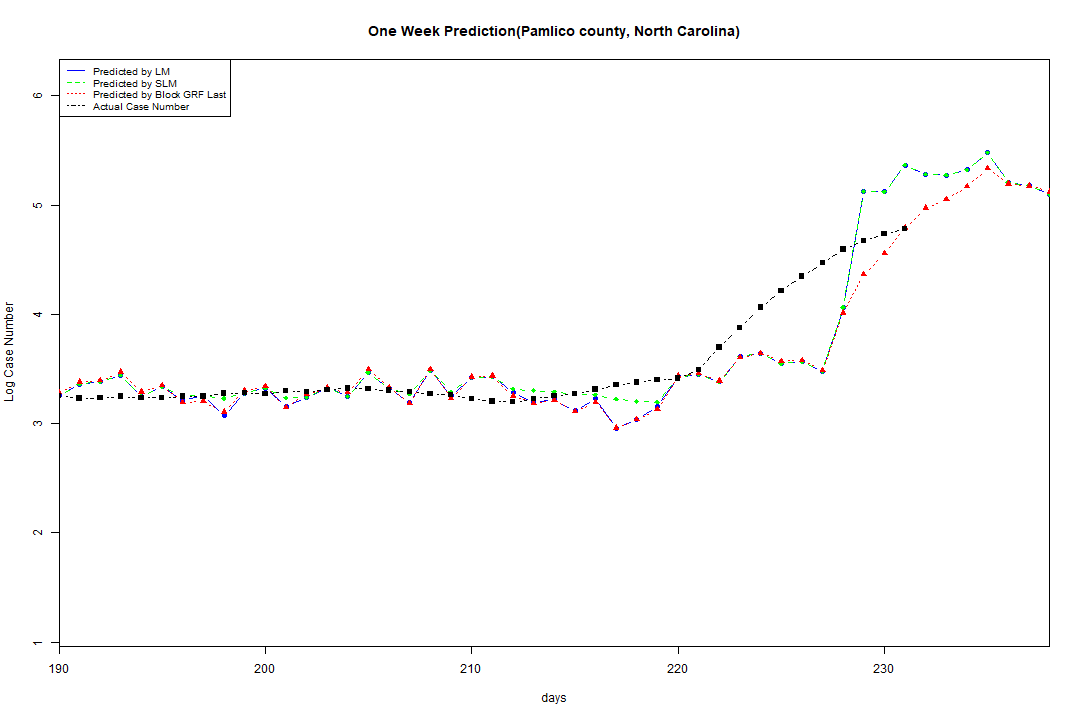 One Week Prediction(Pamlico county, North Carolina)
Predicted by LM
Predicted by SLM
Predicted by Block GRF Last
Actual Case Number
Log Case Number
6
5
4
3
2
1
190 200 210 220 230
days